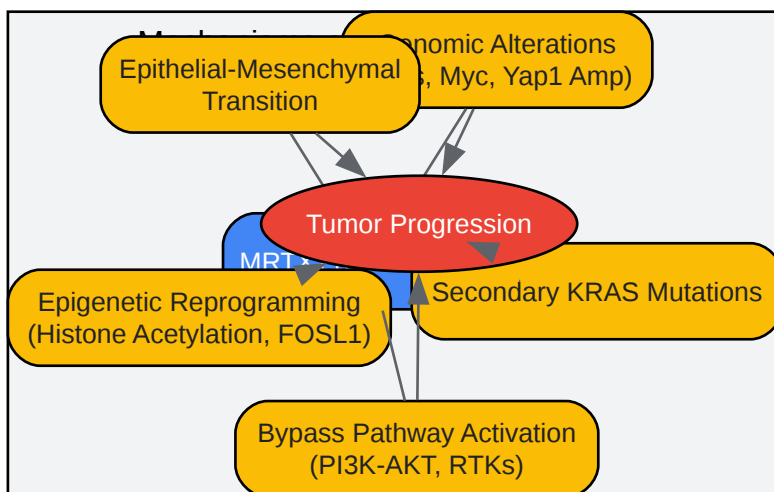 Epithelial-Mesenchymal
Transition
Alterations
Myc, Yap1 Amp)
Tumor Progression
Epigenetic Reprogramming
(Histone Acetylation, FOSL1)
Secondary KRAS Mutations
Bypass Pathway Activation
(PI3K-AKT, RTKs)